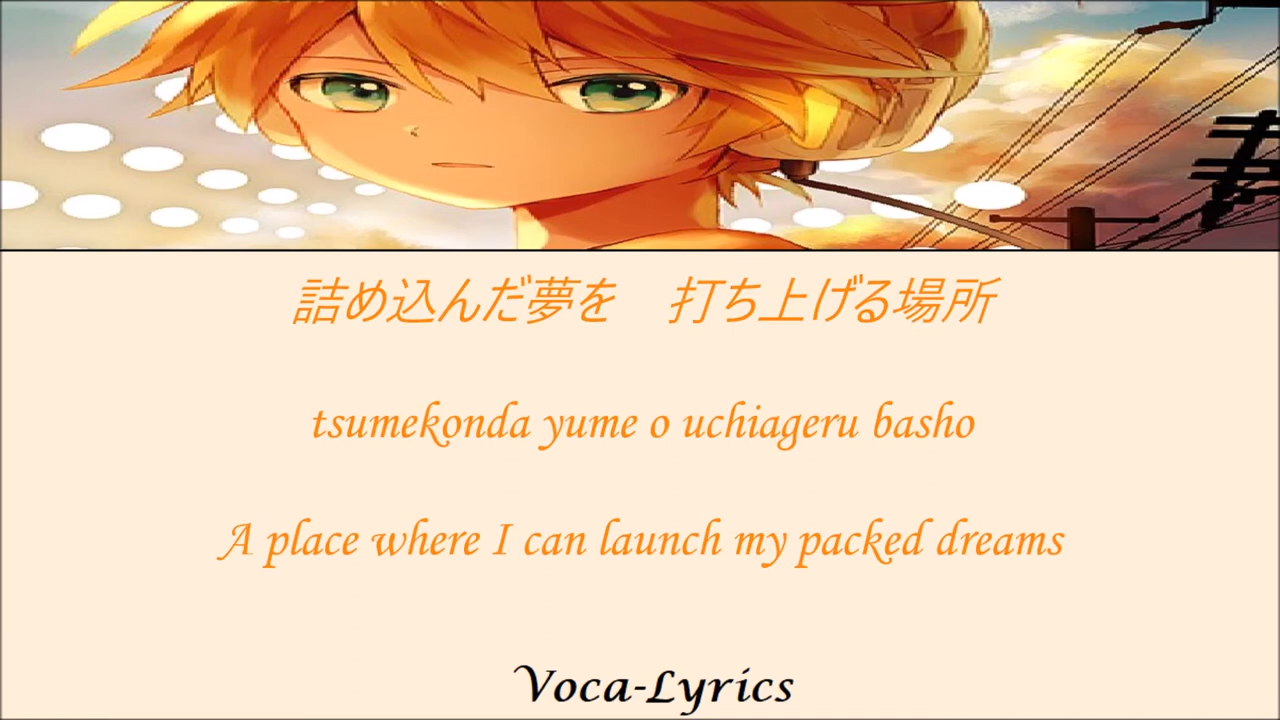 詰め込んだ夢を　打ち上げる場所
tsumekonda yume o uchiageru basho
A place where I can launch my packed dreams
Voca-Lyrics